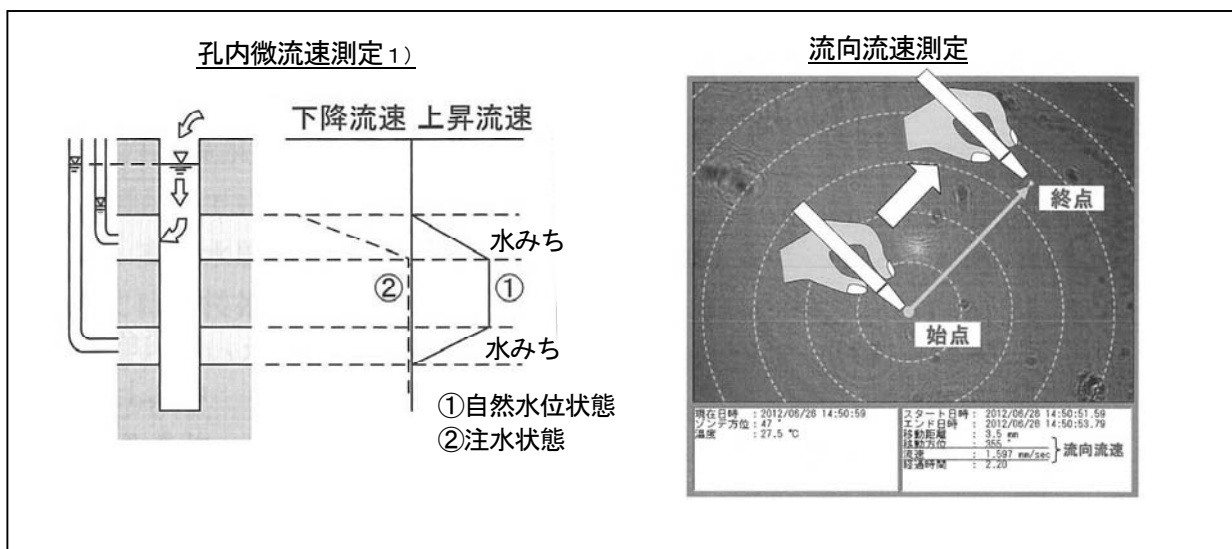 孔内微流速測定1)
下降流速 上昇流速
水みち
② ①
水みち
①自然水位状態
②注水状態
流向流速測定
終点
始点
現在日時 : 2012/06/28 14:50:59
ゾンデ方位 : 47 °
温度 : 27.5 ℃
スタート日時 : 2012/06/28 14:50:51.59
エンド日時 : 2012/06/28 14:50:53.79
移動距離 : 3.5 mm
移動方位 : 355 °
流速 : 1.597 mm/sec
経過時間 : 2.20
流向流速